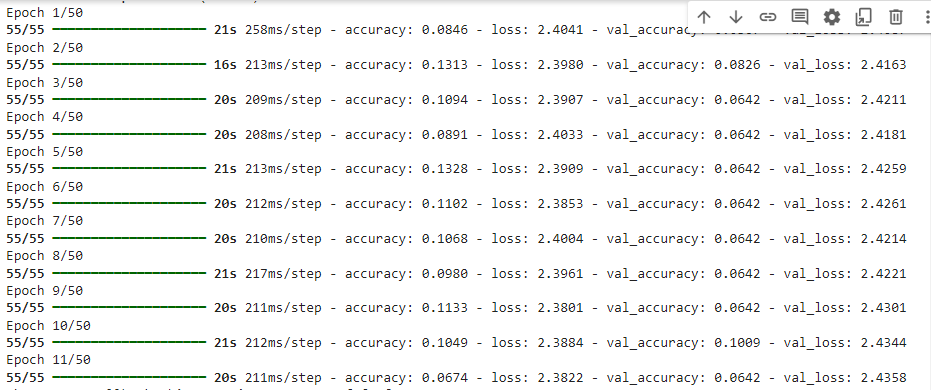 Epoch 1/50
55/55 ━━━━━━━━━━━━━━━━━━━━ 21s 258ms/step - accuracy: 0.0846 - loss: 2.4041 -
Epoch 2/50
55/55 ━━━━━━━━━━━━━━━━━━━━ 16s 213ms/step - accuracy: 0.1313 - loss: 2.3980 - val_accuracy: 0.0826 - val_loss: 2.4163
Epoch 3/50
55/55 ━━━━━━━━━━━━━━━━━━━━ 20s 209ms/step - accuracy: 0.1094 - loss: 2.3907 - val_accuracy: 0.0642 - val_loss: 2.4211
Epoch 4/50
55/55 ━━━━━━━━━━━━━━━━━━━━ 20s 208ms/step - accuracy: 0.0891 - loss: 2.4033 - val_accuracy: 0.0642 - val_loss: 2.4181
Epoch 5/50
55/55 ━━━━━━━━━━━━━━━━━━━━ 21s 213ms/step - accuracy: 0.1328 - loss: 2.3909 - val_accuracy: 0.0642 - val_loss: 2.4259
Epoch 6/50
55/55 ━━━━━━━━━━━━━━━━━━━━ 20s 212ms/step - accuracy: 0.1102 - loss: 2.3853 - val_accuracy: 0.0642 - val_loss: 2.4261
Epoch 7/50
55/55 ━━━━━━━━━━━━━━━━━━━━ 20s 210ms/step - accuracy: 0.1068 - loss: 2.4004 - val_accuracy: 0.0642 - val_loss: 2.4214
Epoch 8/50
55/55 ━━━━━━━━━━━━━━━━━━━━ 21s 217ms/step - accuracy: 0.0980 - loss: 2.3961 - val_accuracy: 0.0642 - val_loss: 2.4221
Epoch 9/50
55/55 ━━━━━━━━━━━━━━━━━━━━ 20s 211ms/step - accuracy: 0.1133 - loss: 2.3801 - val_accuracy: 0.0642 - val_loss: 2.4301
Epoch 10/50
55/55 ━━━━━━━━━━━━━━━━━━━━ 21s 212ms/step - accuracy: 0.1049 - loss: 2.3884 - val_accuracy: 0.1009 - val_loss: 2.4344
Epoch 11/50
55/55 ━━━━━━━━━━━━━━━━━━━━ 20s 211ms/step - accuracy: 0.0674 - loss: 2.3822 - val_accuracy: 0.0642 - val_loss: 2.4358